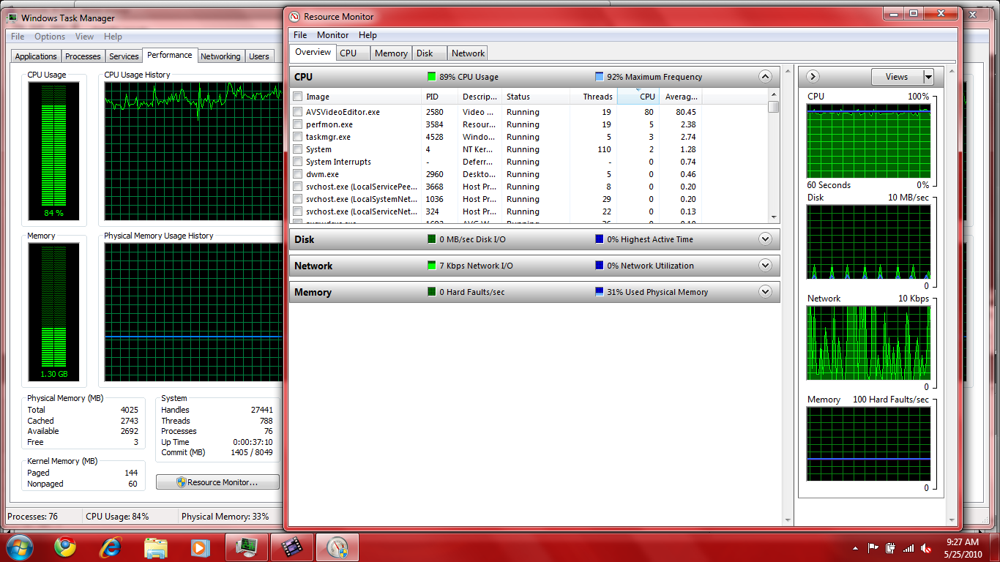 Windows Task Manager
File Options View Help
Applications Processes Services Performance Networking Users
CPU Usage CPU Usage History
84 %
Memory Physical Memory Usage History
1.30 GB
Physical Memory (MB)
Total 4025
Cached 2743
Available 2692
Free 3
Kernel Memory (MB)
Paged 144
Nonpaged 60
System
Handles 27441
Threads 788
Processes 76
Up Time 0:00:37:10
Commit (MB) 1405 / 8049
Resource Monitor...
Processes: 76 CPU Usage: 84% Physical Memory: 33%
Resource Monitor
File Monitor Help
Overview CPU Memory Disk Network
CPU 89% CPU Usage 92% Maximum Frequency
Image PID Descrip... Status Threads CPU Averag...
AVSVideoEditor.exe 2580 Video ... Running 19 80 80.45
perfmon.exe 3584 Resour... Running 19 5 2.38
taskmgr.exe 4528 Windo... Running 5 3 2.74
System 4 NT Ker... Running 110 2 1.28
System Interrupts - Deferr... Running - 0 0.74
dwm.exe 2960 Deskto... Running 5 0 0.46
svchost.exe (LocalServicePee... 3668 Host Pr... Running 8 0 0.20
svchost.exe (LocalSystemNet... 1036 Host Pr... Running 29 0 0.20
svchost.exe (LocalServiceNet... 324 Host Pr... Running 22 0 0.13
Disk 0 MB/sec Disk I/O 0% Highest Active Time
Network 7 Kbps Network I/O 0% Network Utilization
Memory 0 Hard Faults/sec 31% Used Physical Memory
Views
CPU 100%
60 Seconds 0%
Disk 10 MB/sec
0
Network 10 Kbps
0
Memory 100 Hard Faults/sec
0
9:27 AM
5/25/2010